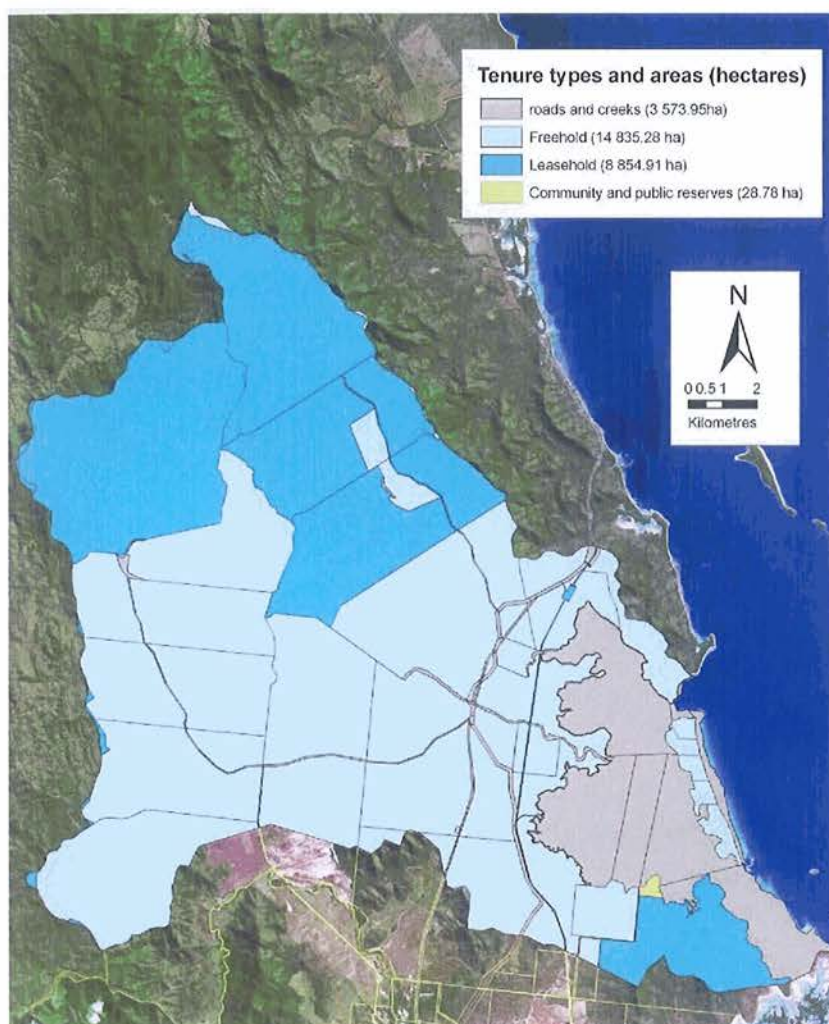 Tenure types and areas (hectares)
roads and creeks (3 573.95ha)
Freehold (14 835.28 ha)
Leasehold (8 854.91 ha)
Community and public reserves (28.78 ha)
N
0 0.5 1 2
Kilometres